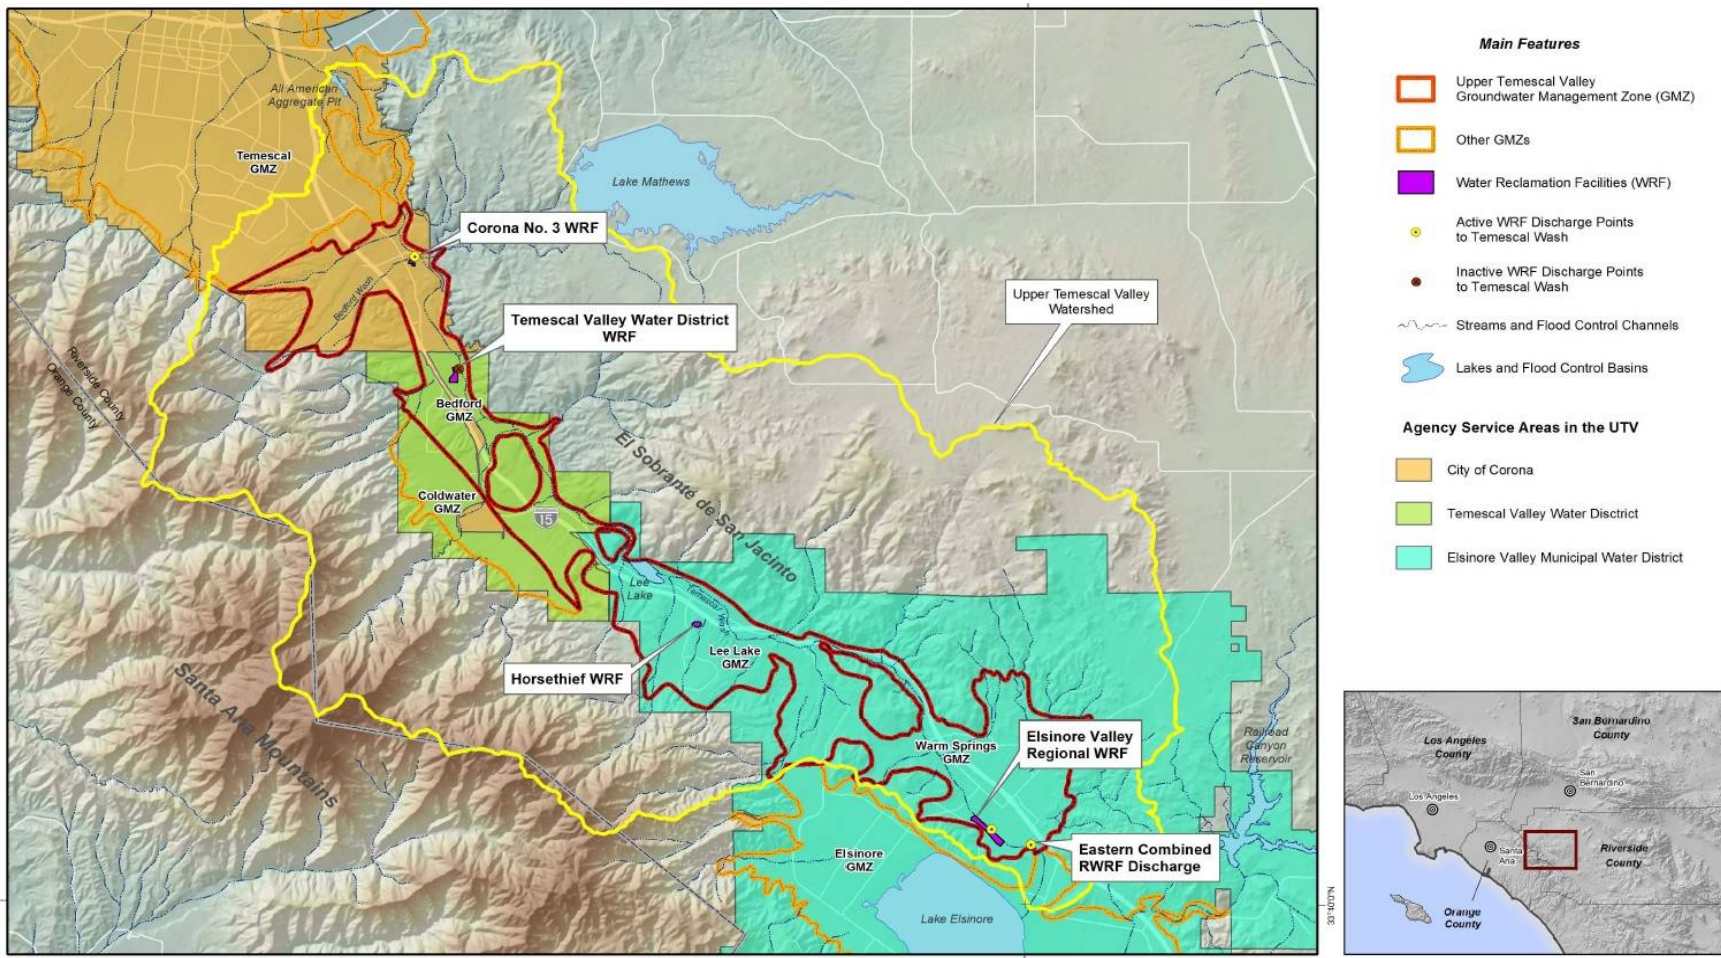 All American
Aggregate Pit
Temescal
GMZ
Lake Mathews
Corona No. 3 WRF
Bedford Wash
Upper Temescal Valley
Watershed
Temescal Valley Water District
WRF
Riverside County
Orange County
Bedford
GMZ
El Sobrante de San Jacinto
Coldwater
GMZ
15
Lee
Lake
Temescal Wash
Lee Lake
GMZ
Horsethief WRF
Santa Ana Mountains
Elsinore Valley
Regional WRF
Warm Springs
GMZ
Railroad
Canyon
Reservoir
Elsinore
GMZ
Eastern Combined
RWRF Discharge
Lake Elsinore
33°40'0"N
Main Features
Upper Temescal Valley
Groundwater Management Zone (GMZ)
Other GMZs
Water Reclamation Facilities (WRF)
Active WRF Discharge Points
to Temescal Wash
Inactive WRF Discharge Points
to Temescal Wash
Streams and Flood Control Channels
Lakes and Flood Control Basins
Agency Service Areas in the UTV
City of Corona
Temescal Valley Water Disctrict
Elsinore Valley Municipal Water District
San Bernardino
County
Los Angeles
County
San
Bernardino
Los Angeles
Santa
Ana
Riverside
County
Orange
County